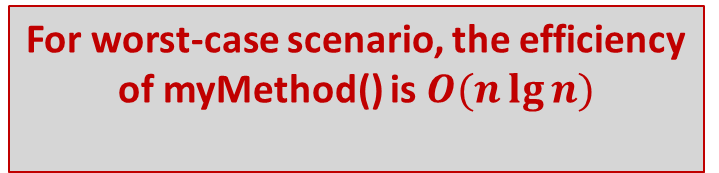 For worst-case scenario, the efficiency
of myMethod() is O(n lg n)